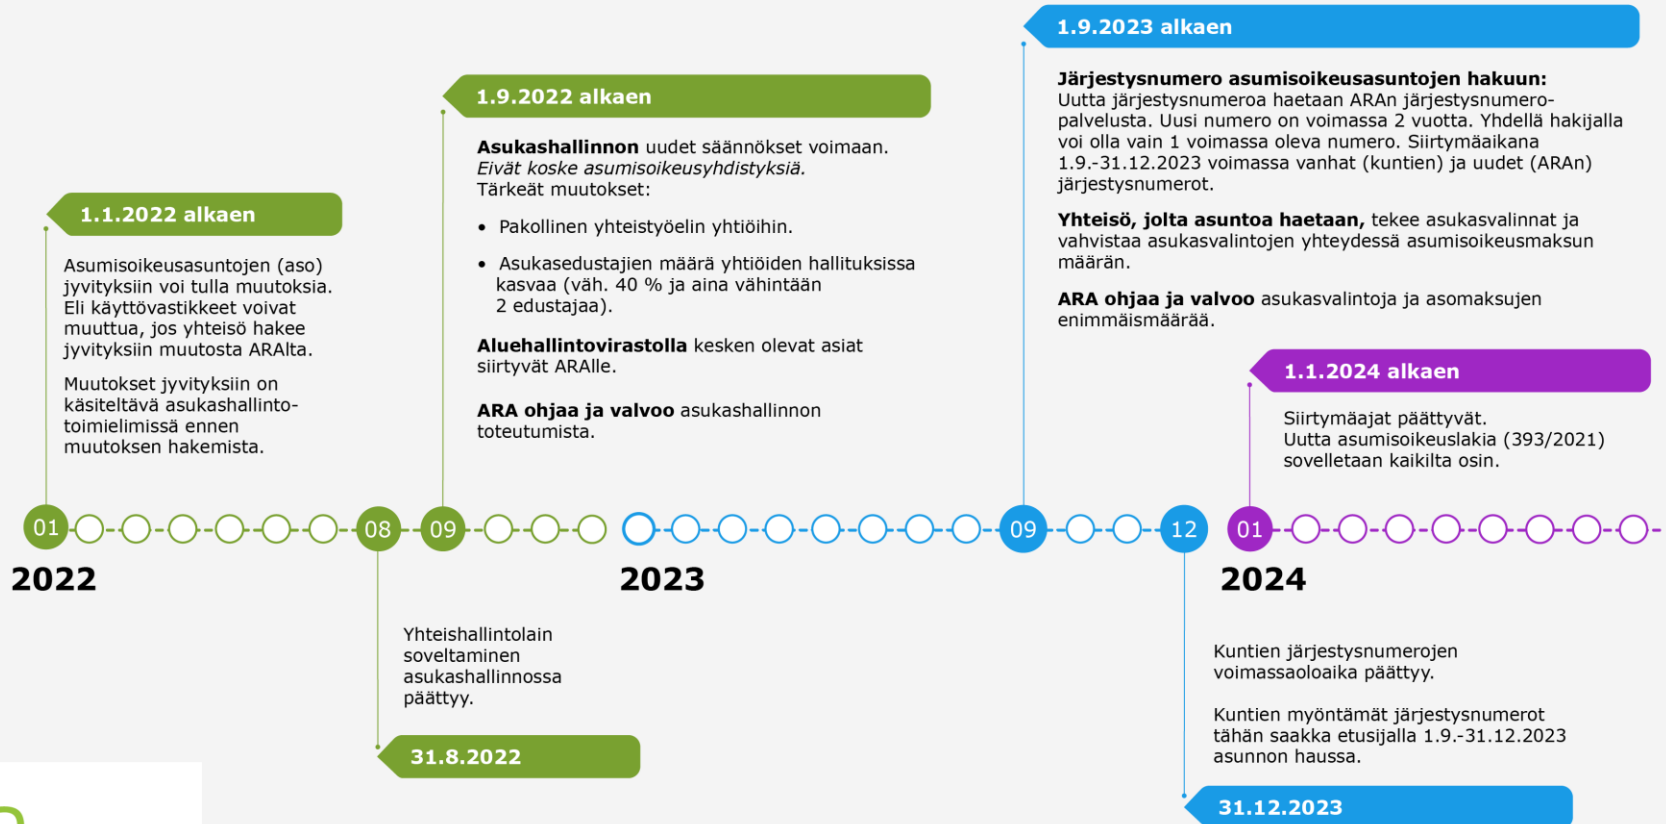 1.1.2022 alkaen
Asumisoikeusasuntojen (aso)
jyvityksiin voi tulla muutoksia.
Eli käyttövastikkeet voivat
muuttua, jos yhteisö hakee
jyvityksiin muutosta ARAlta.
Muutokset jyvityksiin on
käsiteltävä asukashallinto-
toimielimissä ennen
muutoksen hakemista.
1.9.2022 alkaen
Asukashallinnon uudet säännökset voimaan.
Eivät koske asumisoikeusyhdistyksiä.
Tärkeät muutokset:
• Pakollinen yhteistyöelin yhtiöihin.
• Asukasedustajien määrä yhtiöiden hallituksissa
kasvaa (väh. 40 % ja aina vähintään
2 edustajaa).
Aluehallintovirastolla kesken olevat asiat
siirtyvät ARAlle.
ARA ohjaa ja valvoo asukashallinnon
toteutumista.
1.9.2023 alkaen
Järjestysnumero asumisoikeusasuntojen hakuun:
Uutta järjestysnumeroa haetaan ARAn järjestysnumero-
palvelusta. Uusi numero on voimassa 2 vuotta. Yhdellä hakijalla
voi olla vain 1 voimassa oleva numero. Siirtymäaikana
1.9.-31.12.2023 voimassa vanhat (kuntien) ja uudet (ARAn)
järjestysnumerot.
Yhteisö, jolta asuntoa haetaan, tekee asukasvalinnat ja
vahvistaa asukasvalintojen yhteydessä asumisoikeusmaksun
määrän.
ARA ohjaa ja valvoo asukasvalintoja ja asomaksujen
enimmäismäärää.
1.1.2024 alkaen
Siirtymäajat päättyvät.
Uutta asumisoikeuslakia (393/2021)
sovelletaan kaikilta osin.
01 08 09 09 12 01
2022 2023 2024
Yhteishallintolain
soveltaminen
asukashallinnossa
päättyy.
31.8.2022
Kuntien järjestysnumerojen
voimassaoloaika päättyy.
Kuntien myöntämät järjestysnumerot
tähän saakka etusijalla 1.9.-31.12.2023
asunnon haussa.
31.12.2023